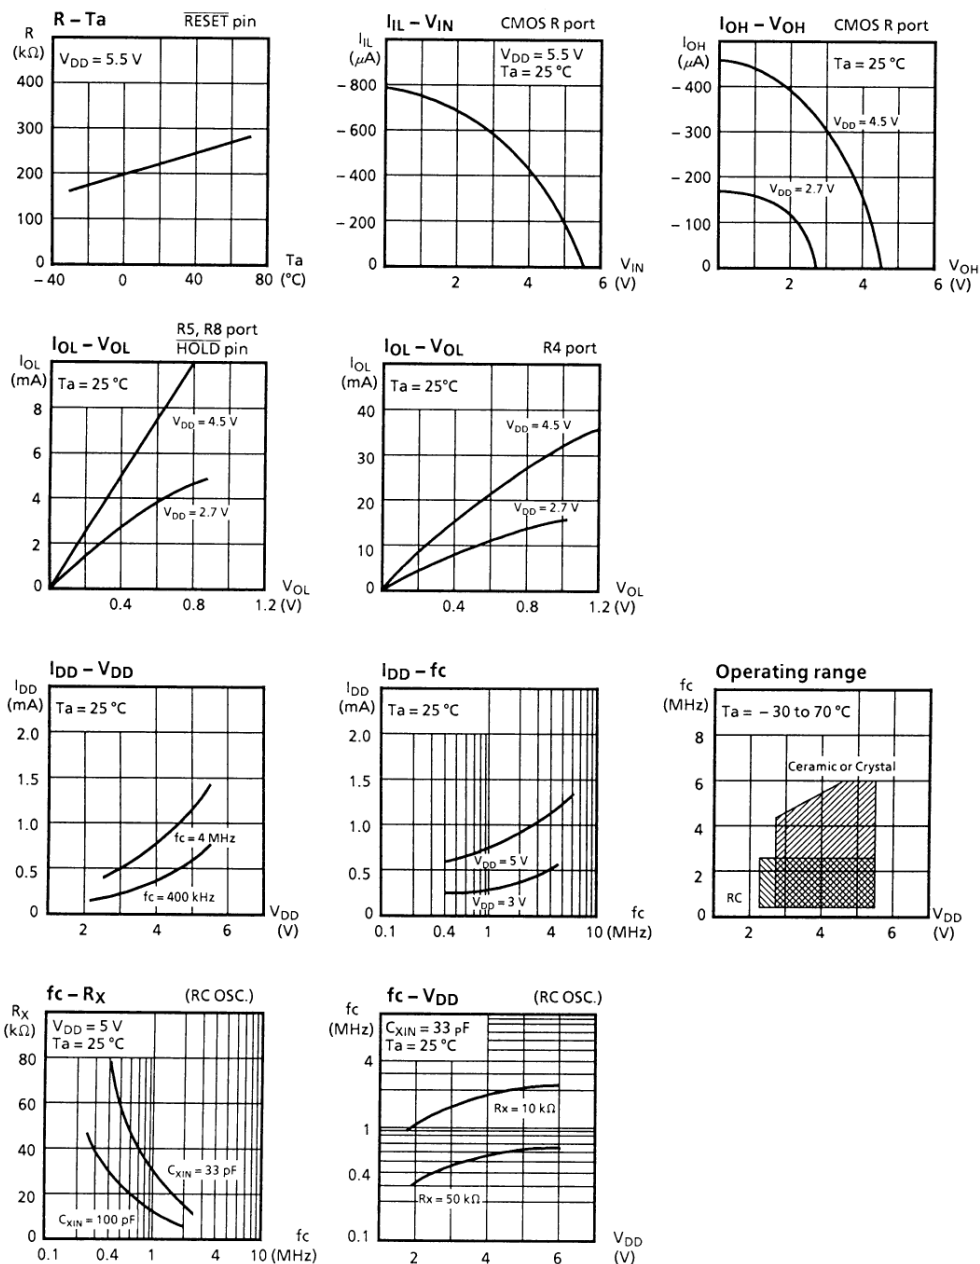 R – Ta
RESET pin
R
(kΩ)
VDD = 5.5 V
400
300
200
100
0
– 40
0
40
80
Ta
(°C)
IIL – VIN
CMOS R port
IIL
(μA)
VDD = 5.5 V
Ta = 25 °C
– 800
– 600
– 400
– 200
0
2
4
6
VIN
(V)
IOH – VOH
CMOS R port
IOH
(μA)
Ta = 25 °C
– 400
– 300
– 200
– 100
0
VDD = 4.5 V
VDD = 2.7 V
2
4
6
VOH
(V)
IOL – VOL
R5, R8 port
HOLD pin
IOL
(mA)
Ta = 25 °C
8
6
4
2
0
VDD = 4.5 V
VDD = 2.7 V
0.4
0.8
1.2
VOL
(V)
IOL – VOL
R4 port
IOL
(mA)
Ta = 25°C
40
30
20
10
0
VDD = 4.5 V
VDD = 2.7 V
0.4
0.8
1.2
VOL
(V)
IDD – VDD
IDD
(mA)
Ta = 25 °C
2.0
1.5
1.0
0.5
0
fc = 4 MHz
fc = 400 kHz
2
4
6
VDD
(V)
IDD – fc
IDD
(mA)
Ta = 25 °C
2.0
1.5
1.0
0.5
0
VDD = 5 V
VDD = 3 V
0.1
0.4
1
4
10
fc
(MHz)
Operating range
fc
(MHz)
Ta = – 30 to 70 °C
8
6
4
2
0
Ceramic or Crystal
RC
2
4
6
VDD
(V)
fc – RX
(RC OSC.)
RX
(kΩ)
VDD = 5 V
Ta = 25 °C
80
60
40
20
0
CXIN = 33 pF
CXIN = 100 pF
0.1
0.4
1
4
10
fc
(MHz)
fc – VDD
(RC OSC.)
fc
(MHz)
CXIN = 33 pF
Ta = 25 °C
4
1
0.4
0.1
Rx = 10 kΩ
Rx = 50 kΩ
2
4
6
VDD
(V)